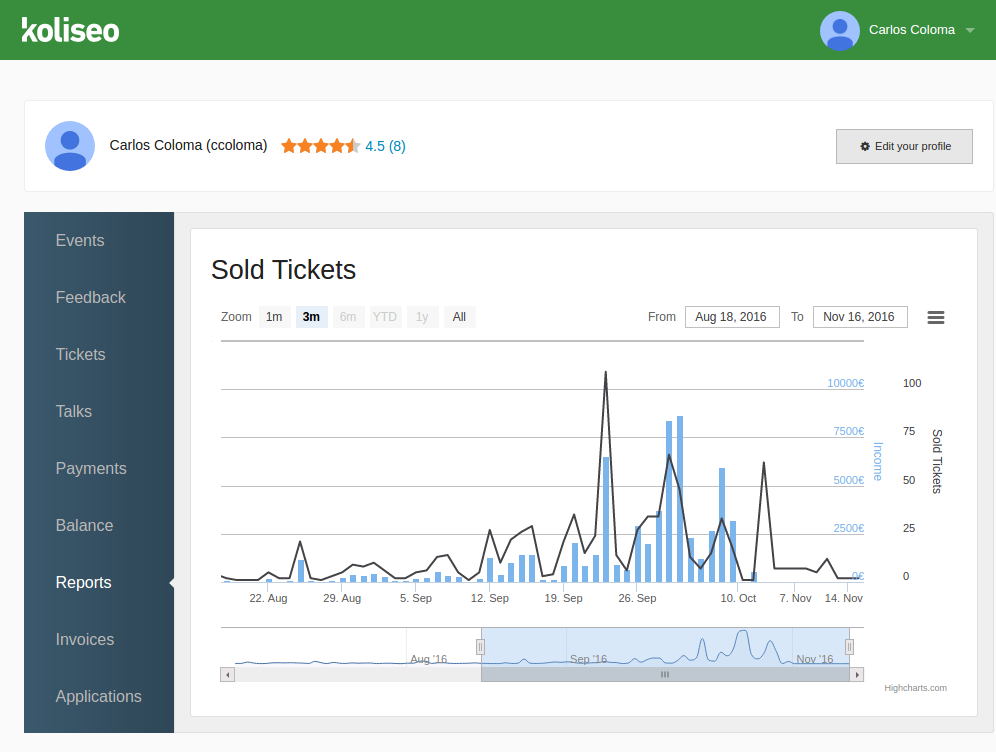 koliseo
Carlos Coloma
Carlos Coloma (ccoloma) 4.5 (8)
Edit your profile
Events
Feedback
Tickets
Talks
Payments
Balance
Reports
Invoices
Applications
Sold Tickets
Zoom 1m 3m 6m YTD 1y All From Aug 18, 2016 To Nov 16, 2016
10000€ 100
7500€ 75
5000€ 50
2500€ 25
0€ 0
Income
Sold Tickets
22. Aug 29. Aug 5. Sep 12. Sep 19. Sep 26. Sep 10. Oct 7. Nov 14. Nov
Aug '16 Sep '16 Nov '16
Highcharts.com